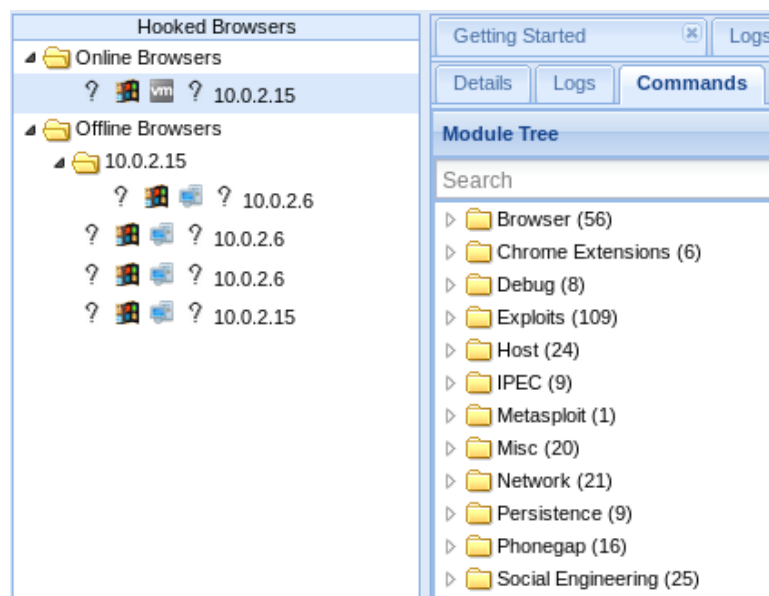 Hooked Browsers
Online Browsers
? vm ? 10.0.2.15
Offline Browsers
10.0.2.15
? ? 10.0.2.6
? ? 10.0.2.6
? ? 10.0.2.6
? ? 10.0.2.15
Getting Started Logs
Details Logs Commands
Module Tree
Search
Browser (56)
Chrome Extensions (6)
Debug (8)
Exploits (109)
Host (24)
IPEC (9)
Metasploit (1)
Misc (20)
Network (21)
Persistence (9)
Phonegap (16)
Social Engineering (25)